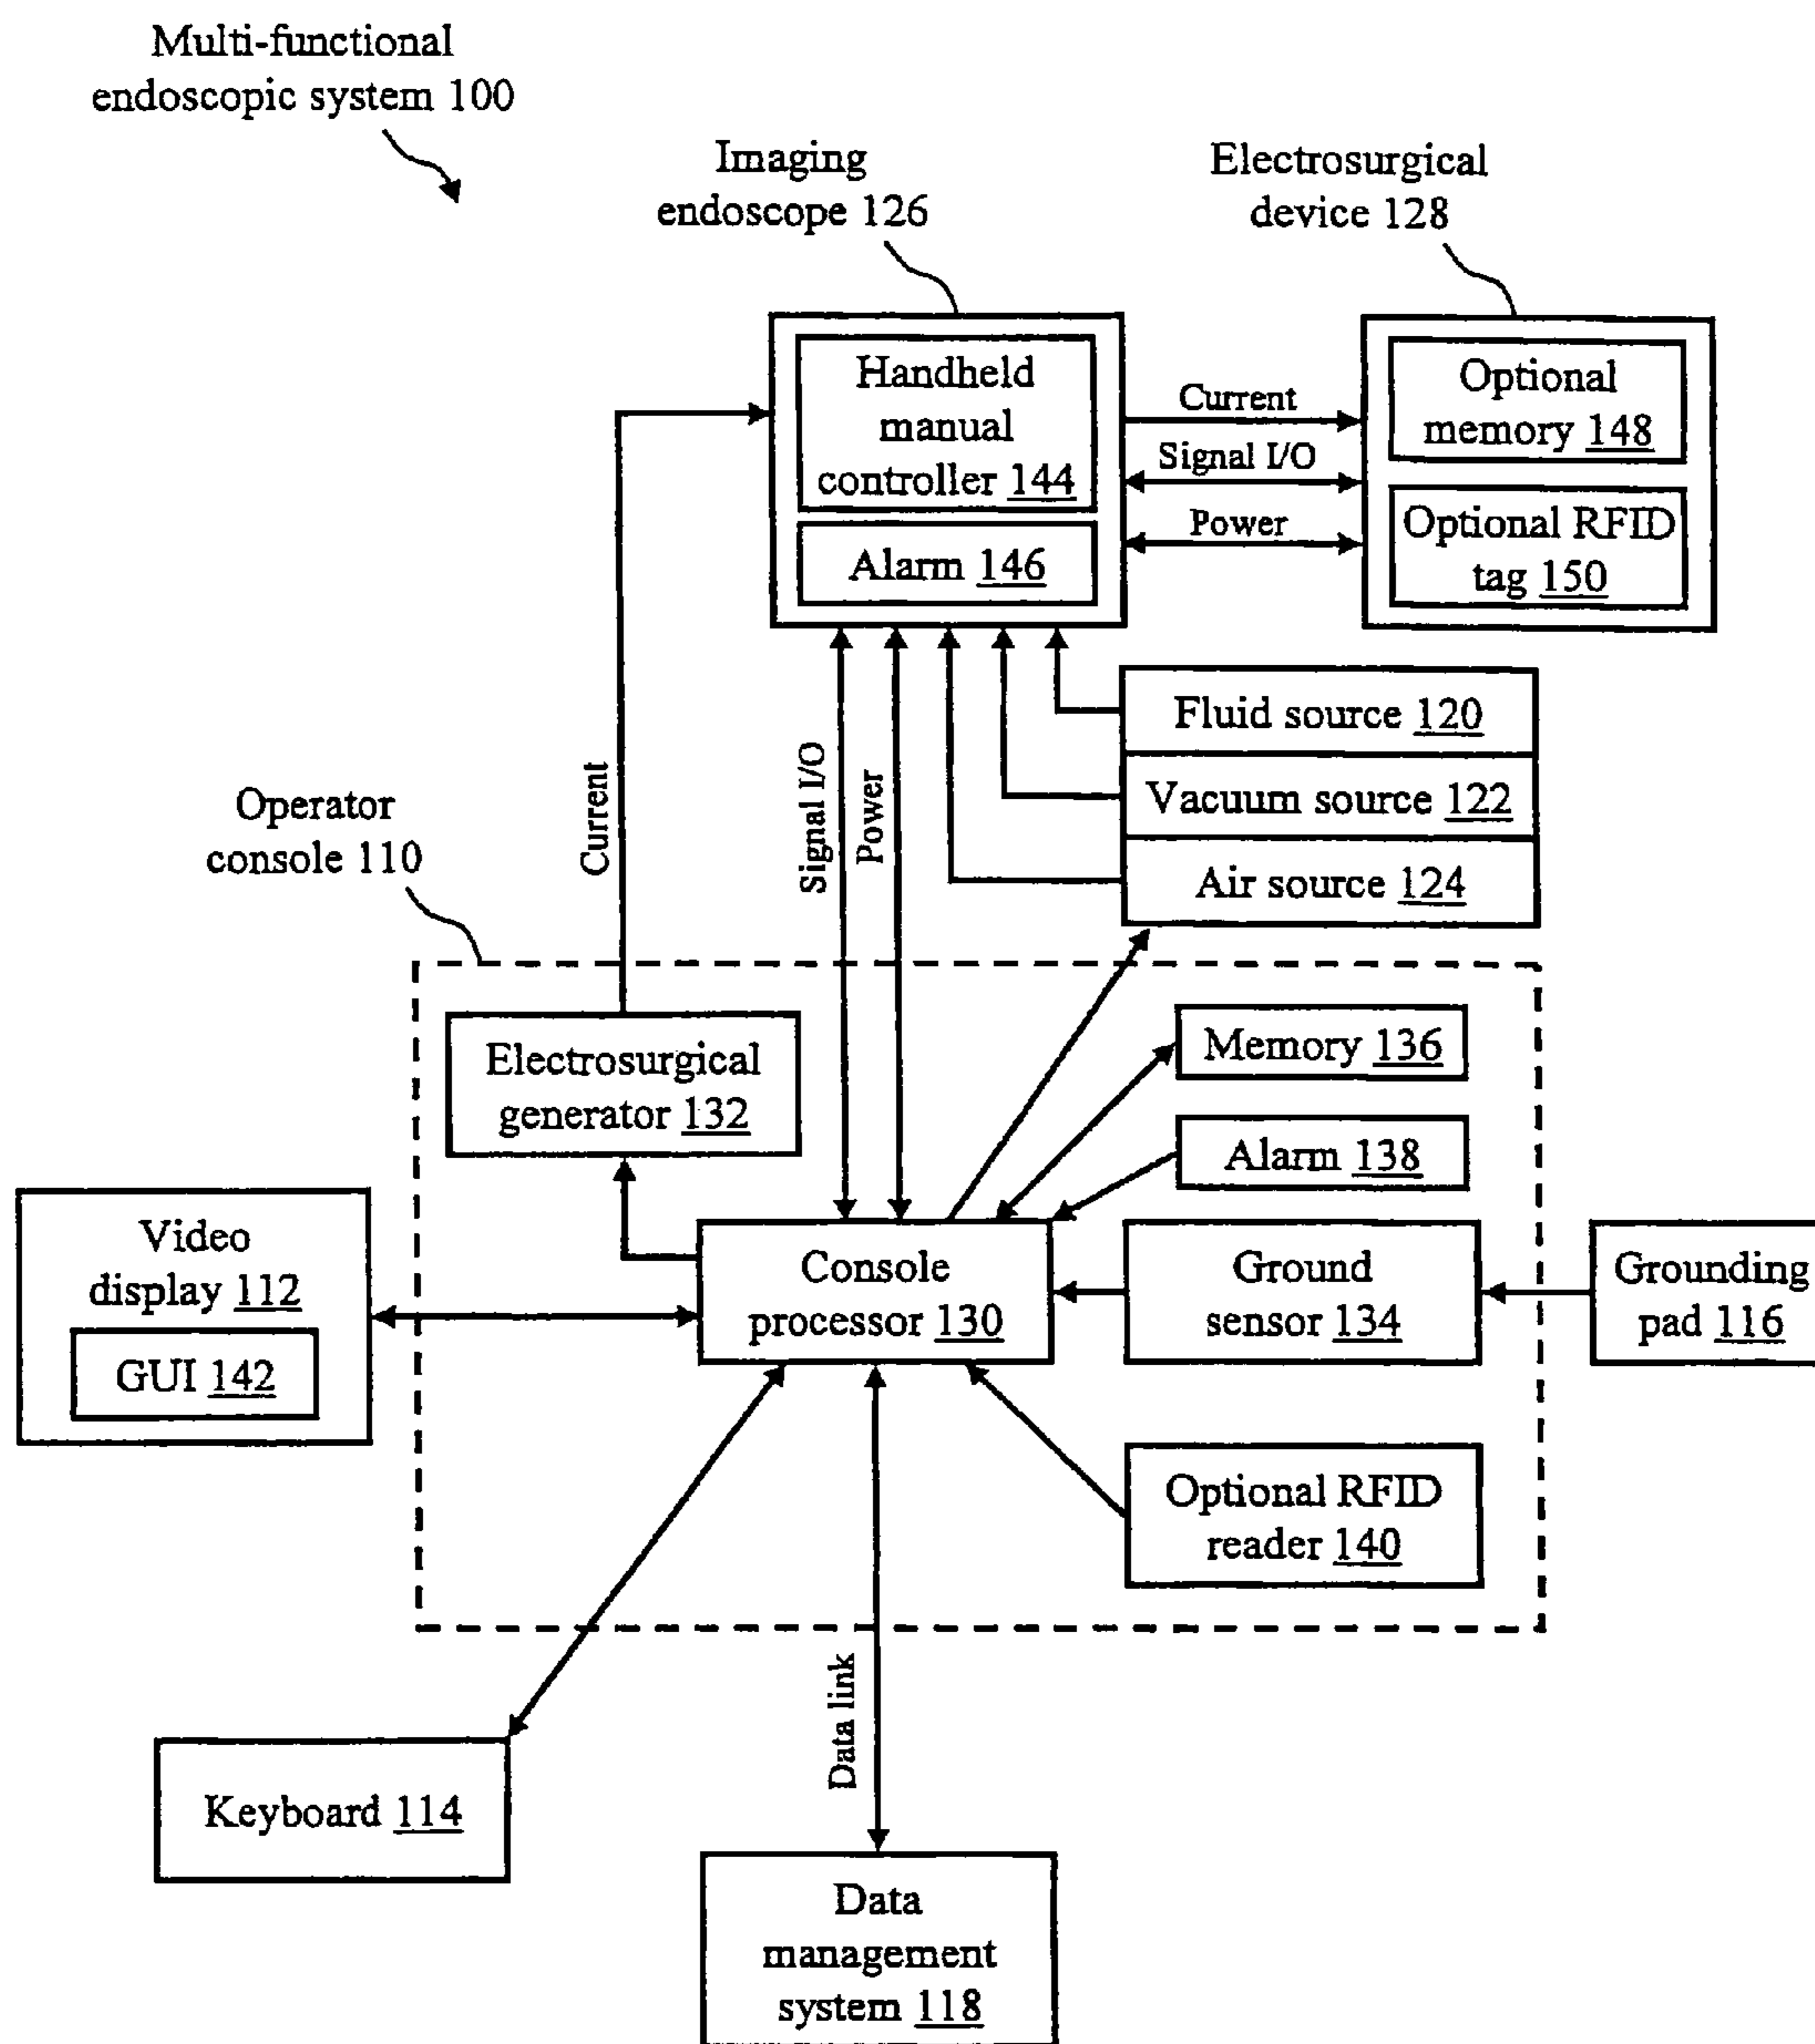 Multi-functional
endoscopic system 100
Imaging
endoscope 126
Electrosurgical
device 128
Handheld
manual
controller 144
Alarm 146
Current
Signal I/O
Power
Optional
memory 148
Optional RFID
tag 150
Fluid source 120
Vacuum source 122
Air source 124
Current
Signal I/O
Power
Operator
console 110
Electrosurgical
generator 132
Memory 136
Alarm 138
Video
display 112
GUI 142
Console
processor 130
Ground
sensor 134
Grounding
pad 116
Optional RFID
reader 140
Data link
Keyboard 114
Data
management
system 118